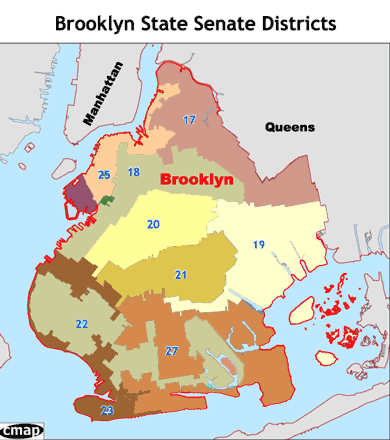 Brooklyn State Senate Districts
Manhattan
17
Queens
25
18
Brooklyn
20
19
21
22
27
23
cmap